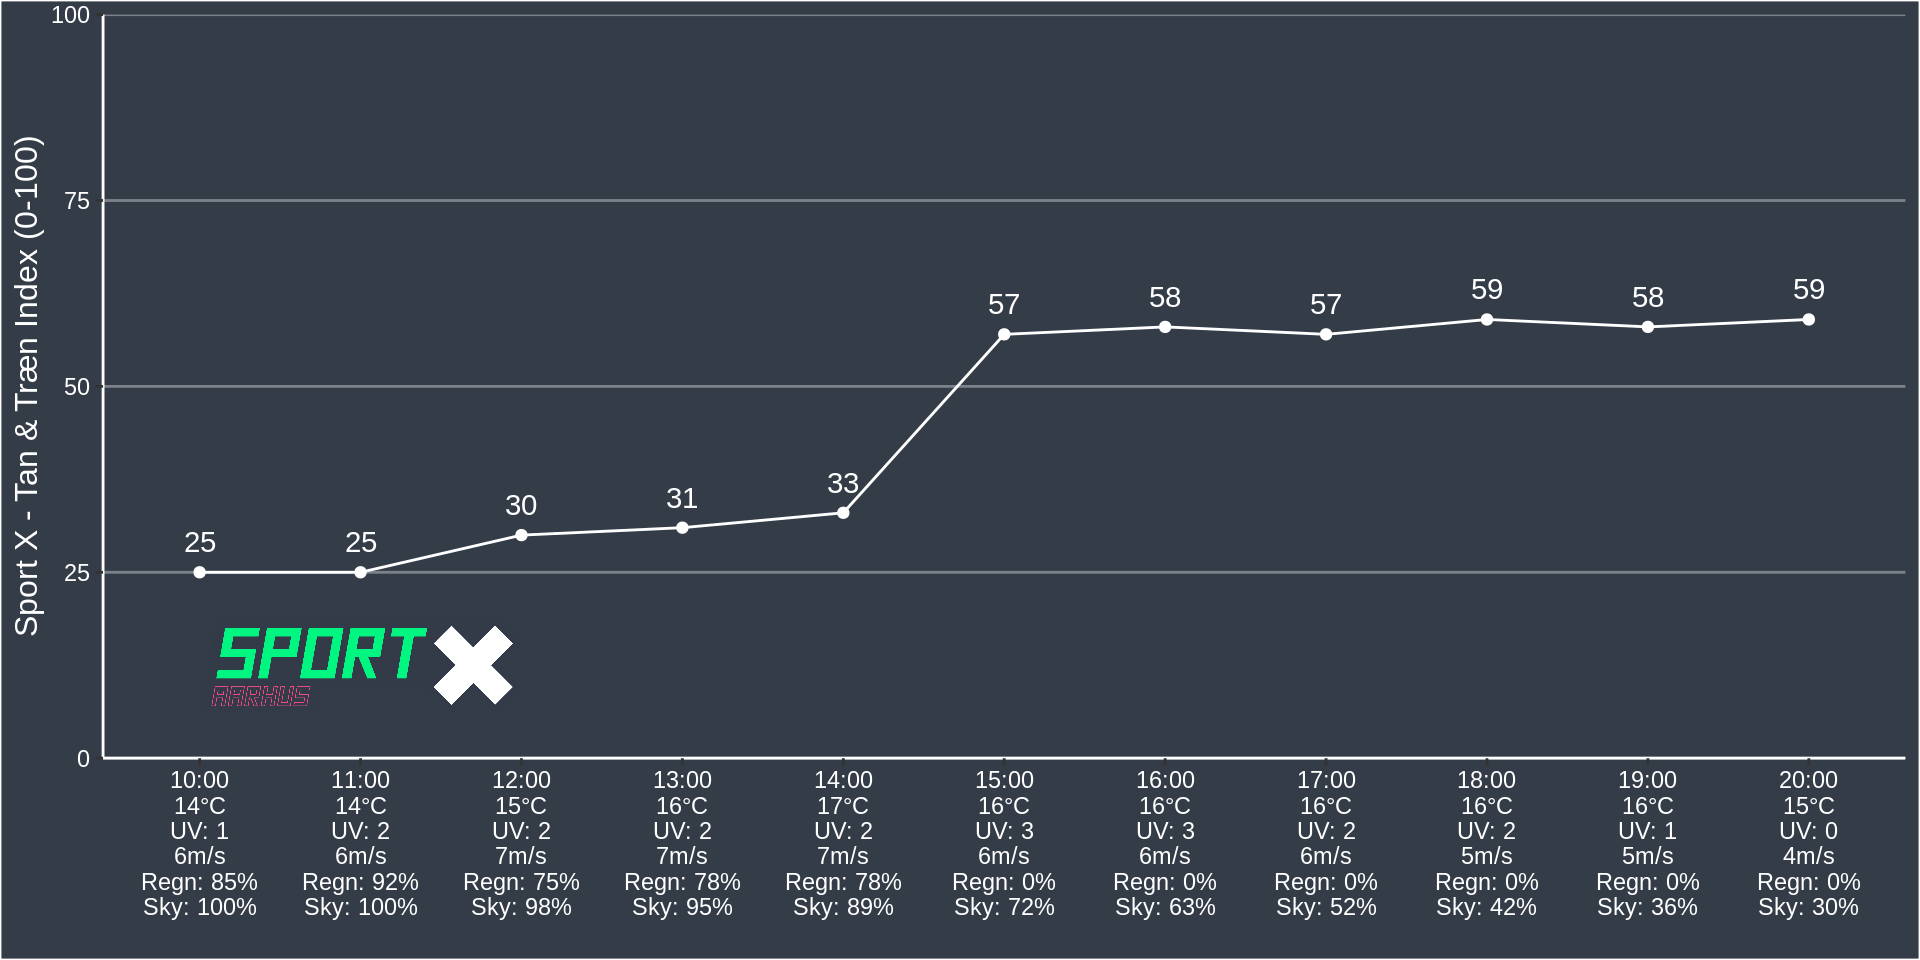 Sport X - Tan & Træn Index (0-100)
100
75
50
25
0
25
25
30
31
33
57
58
57
59
58
59
SPORT X
AARHUS
10:00 11:00 12:00 13:00 14:00 15:00 16:00 17:00 18:00 19:00 20:00
14°C 14°C 15°C 16°C 17°C 16°C 16°C 16°C 16°C 16°C 15°C
UV: 1 UV: 2 UV: 2 UV: 2 UV: 2 UV: 3 UV: 3 UV: 2 UV: 2 UV: 1 UV: 0
6m/s 6m/s 7m/s 7m/s 7m/s 6m/s 6m/s 6m/s 5m/s 5m/s 4m/s
Regn: 85% Regn: 92% Regn: 75% Regn: 78% Regn: 78% Regn: 0% Regn: 0% Regn: 0% Regn: 0% Regn: 0% Regn: 0%
Sky: 100% Sky: 100% Sky: 98% Sky: 95% Sky: 89% Sky: 72% Sky: 63% Sky: 52% Sky: 42% Sky: 36% Sky: 30%